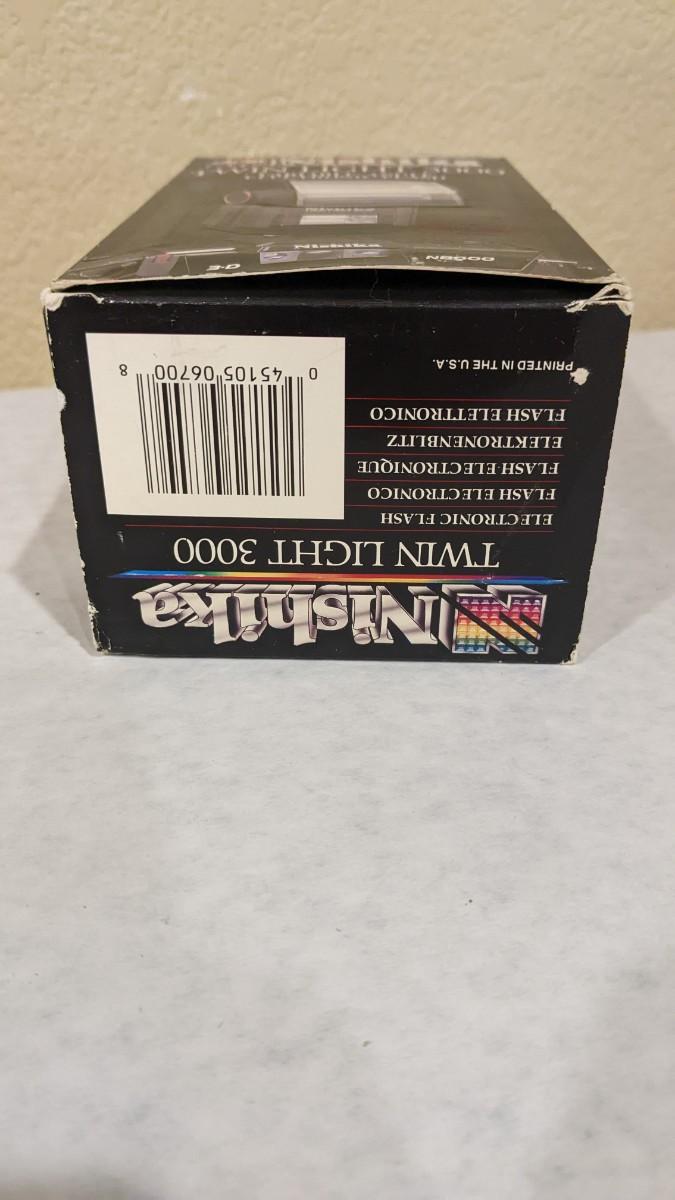 Nishika
TWIN LIGHT 3000
ELECTRONIC FLASH
FLASH ELECTRONICO
FLASH ELECTRONIQUE
ELEKTRONENBLITZ
FLASH ELETTRONICO
PRINTED IN THE U.S.A.
0 45105 06700 8
Nishika